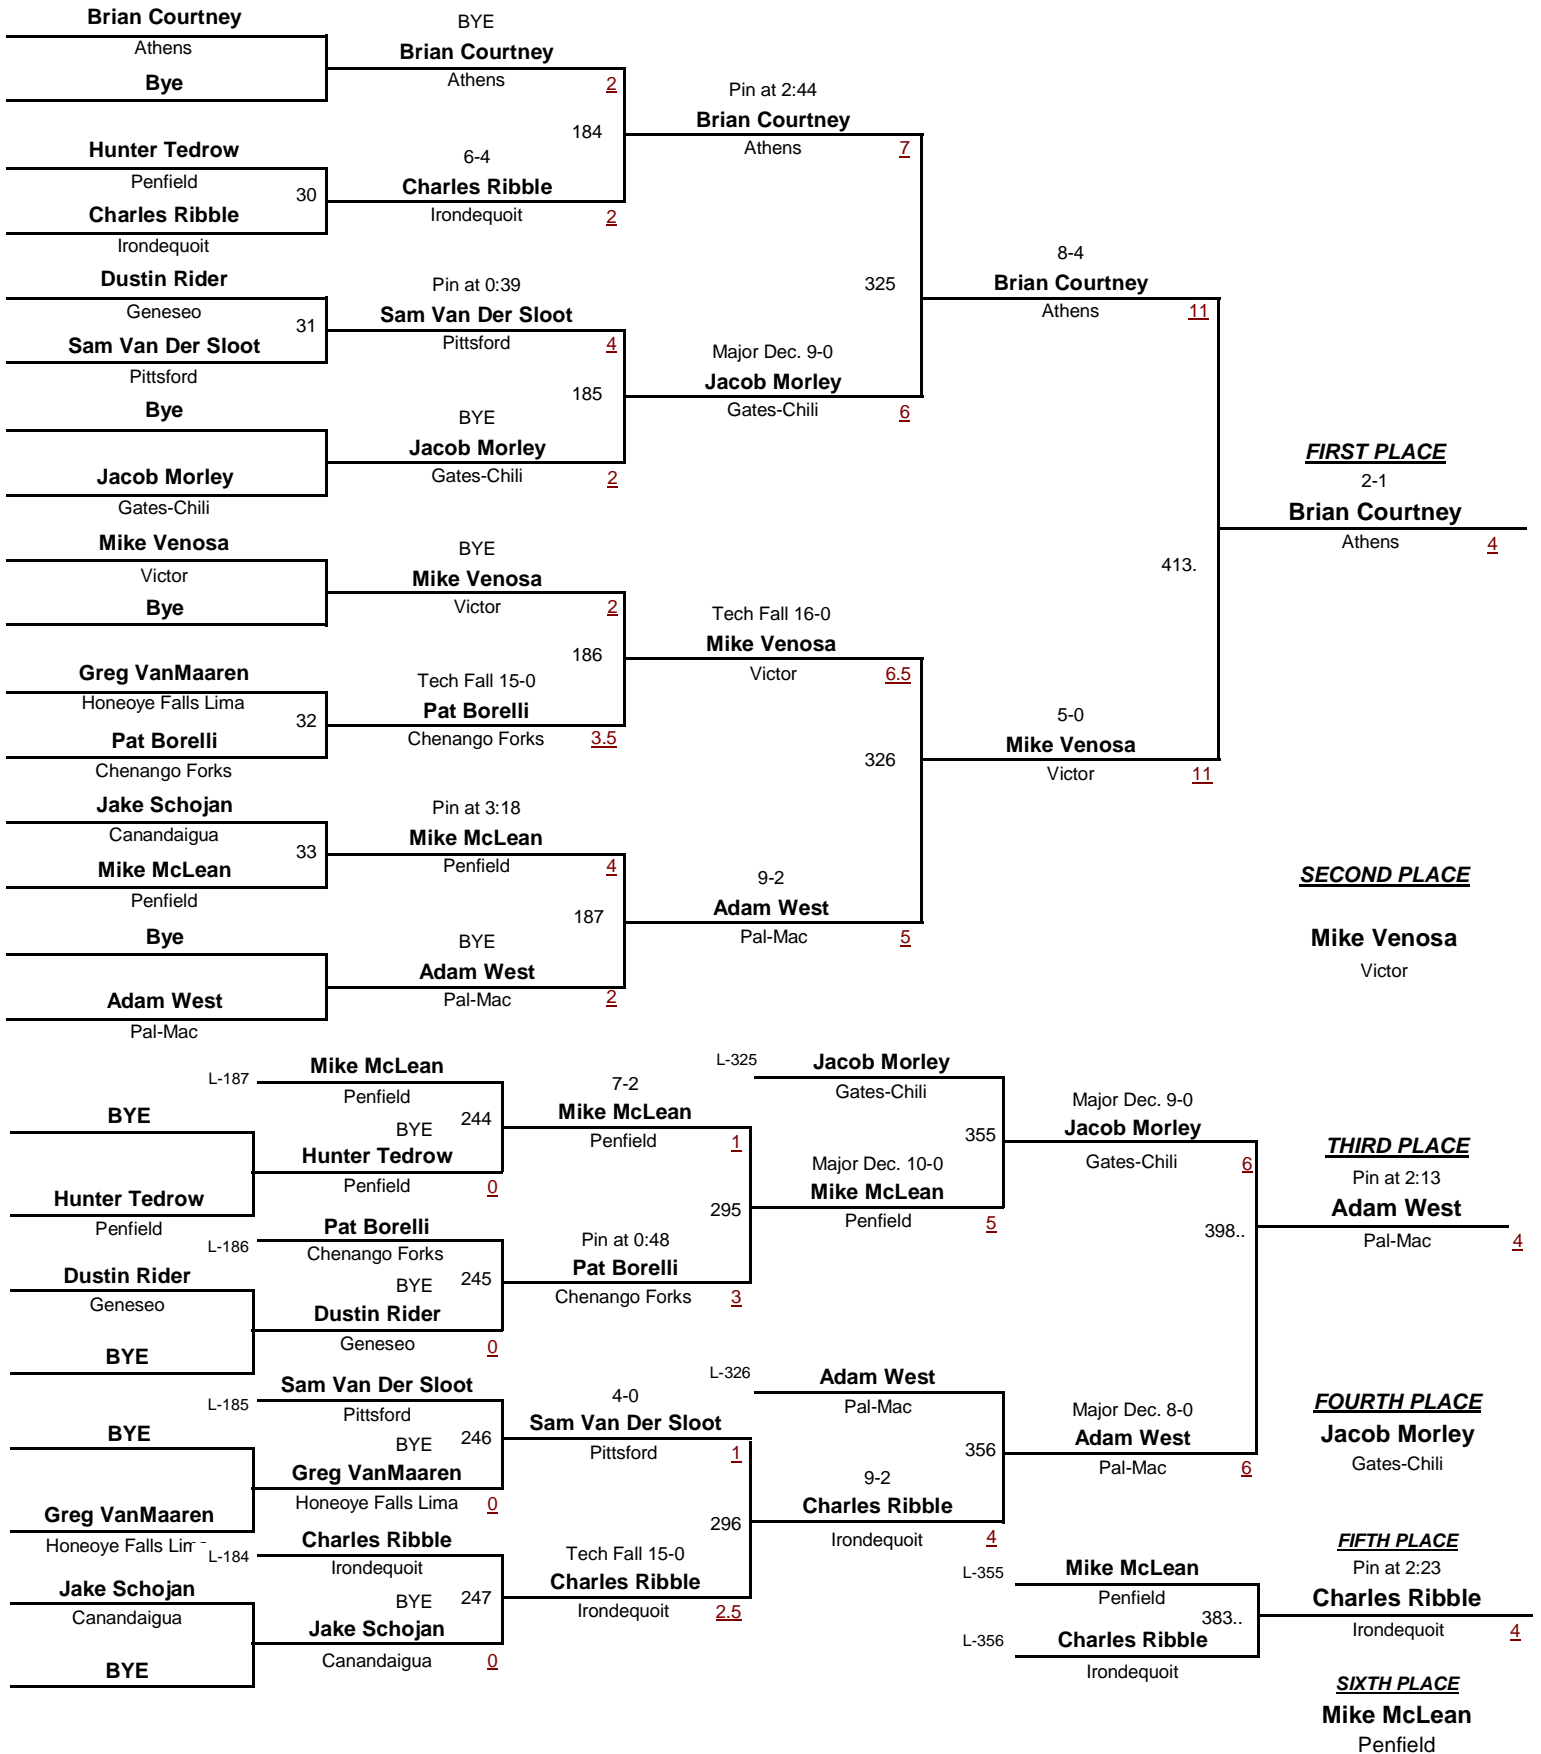 Brian Courtney
Athens
Bye
Hunter Tedrow
Penfield
30
Charles Ribble
Irondequoit
Dustin Rider
Geneseo
31
Sam Van Der Sloot
Pittsford
Bye
Jacob Morley
Gates-Chili
Mike Venosa
Victor
Bye
Greg VanMaaren
Honeoye Falls Lima
32
Pat Borelli
Chenango Forks
Jake Schojan
Canandaigua
33
Mike McLean
Penfield
Bye
Adam West
Pal-Mac
BYE
Brian Courtney
Athens
2
184
6-4
Charles Ribble
Irondequoit
2
Pin at 0:39
Sam Van Der Sloot
Pittsford
4
185
BYE
Jacob Morley
Gates-Chili
2
BYE
Mike Venosa
Victor
2
186
Tech Fall 15-0
Pat Borelli
Chenango Forks
3.5
Pin at 3:18
Mike McLean
Penfield
4
187
BYE
Adam West
Pal-Mac
2
Pin at 2:44
Brian Courtney
Athens
7
325
Major Dec. 9-0
Jacob Morley
Gates-Chili
6
Tech Fall 16-0
Mike Venosa
Victor
6.5
326
9-2
Adam West
Pal-Mac
5
8-4
Brian Courtney
Athens
11
413.
5-0
Mike Venosa
Victor
11
FIRST PLACE
2-1
Brian Courtney
Athens
4
SECOND PLACE
Mike Venosa
Victor
BYE
Hunter Tedrow
Penfield
Dustin Rider
Geneseo
BYE
BYE
Greg VanMaaren
Honeoye Falls Lim
Jake Schojan
Canandaigua
BYE
L-187
Mike McLean
Penfield
244
BYE
Hunter Tedrow
Penfield
0
L-186
Pat Borelli
Chenango Forks
245
BYE
Dustin Rider
Geneseo
0
L-185
Sam Van Der Sloot
Pittsford
246
BYE
Greg VanMaaren
Honeoye Falls Lima
0
L-184
Charles Ribble
Irondequoit
247
BYE
Jake Schojan
Canandaigua
0
7-2
Mike McLean
Penfield
1
295
Pin at 0:48
Pat Borelli
Chenango Forks
3
4-0
Sam Van Der Sloot
Pittsford
1
296
Tech Fall 15-0
Charles Ribble
Irondequoit
2.5
L-325
Jacob Morley
Gates-Chili
355
Major Dec. 10-0
Mike McLean
Penfield
5
L-326
Adam West
Pal-Mac
356
9-2
Charles Ribble
Irondequoit
4
Major Dec. 9-0
Jacob Morley
Gates-Chili
6
398..
Major Dec. 8-0
Adam West
Pal-Mac
6
L-355
Mike McLean
Penfield
383..
L-356
Charles Ribble
Irondequoit
THIRD PLACE
Pin at 2:13
Adam West
Pal-Mac
4
FOURTH PLACE
Jacob Morley
Gates-Chili
FIFTH PLACE
Pin at 2:23
Charles Ribble
Irondequoit
4
SIXTH PLACE
Mike McLean
Penfield